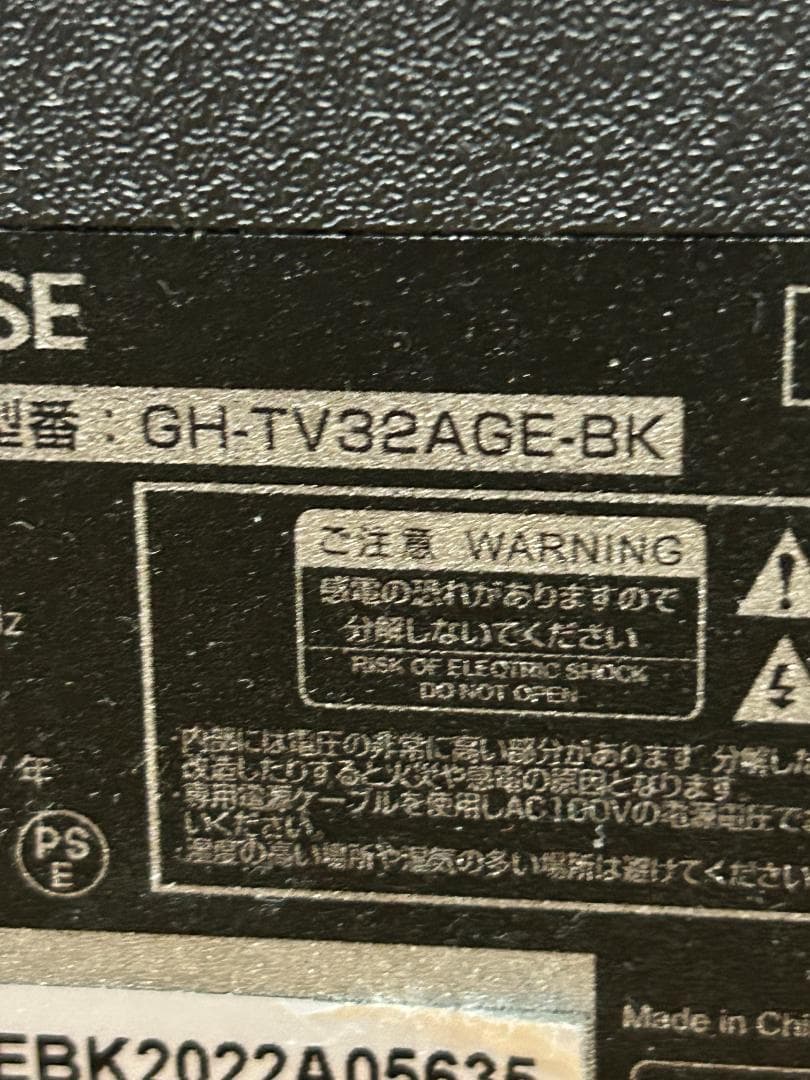 SE
型番：GH-TV32AGE-BK
ご注意 WARNING
感電の恐れがありますので
分解しないでください
RISK OF ELECTRIC SHOCK
DO NOT OPEN
z
・内部には電圧の非常に高い部分があります 分解した
改造したりすると火災や感電の原因となります
/年
・専用電源ケーブルを使用しAC100Vの電源電圧で
いください。
PS
E
・湿度の高い場所や湿気の多い場所は避けてください
Made in Chi
EBK2022A05635